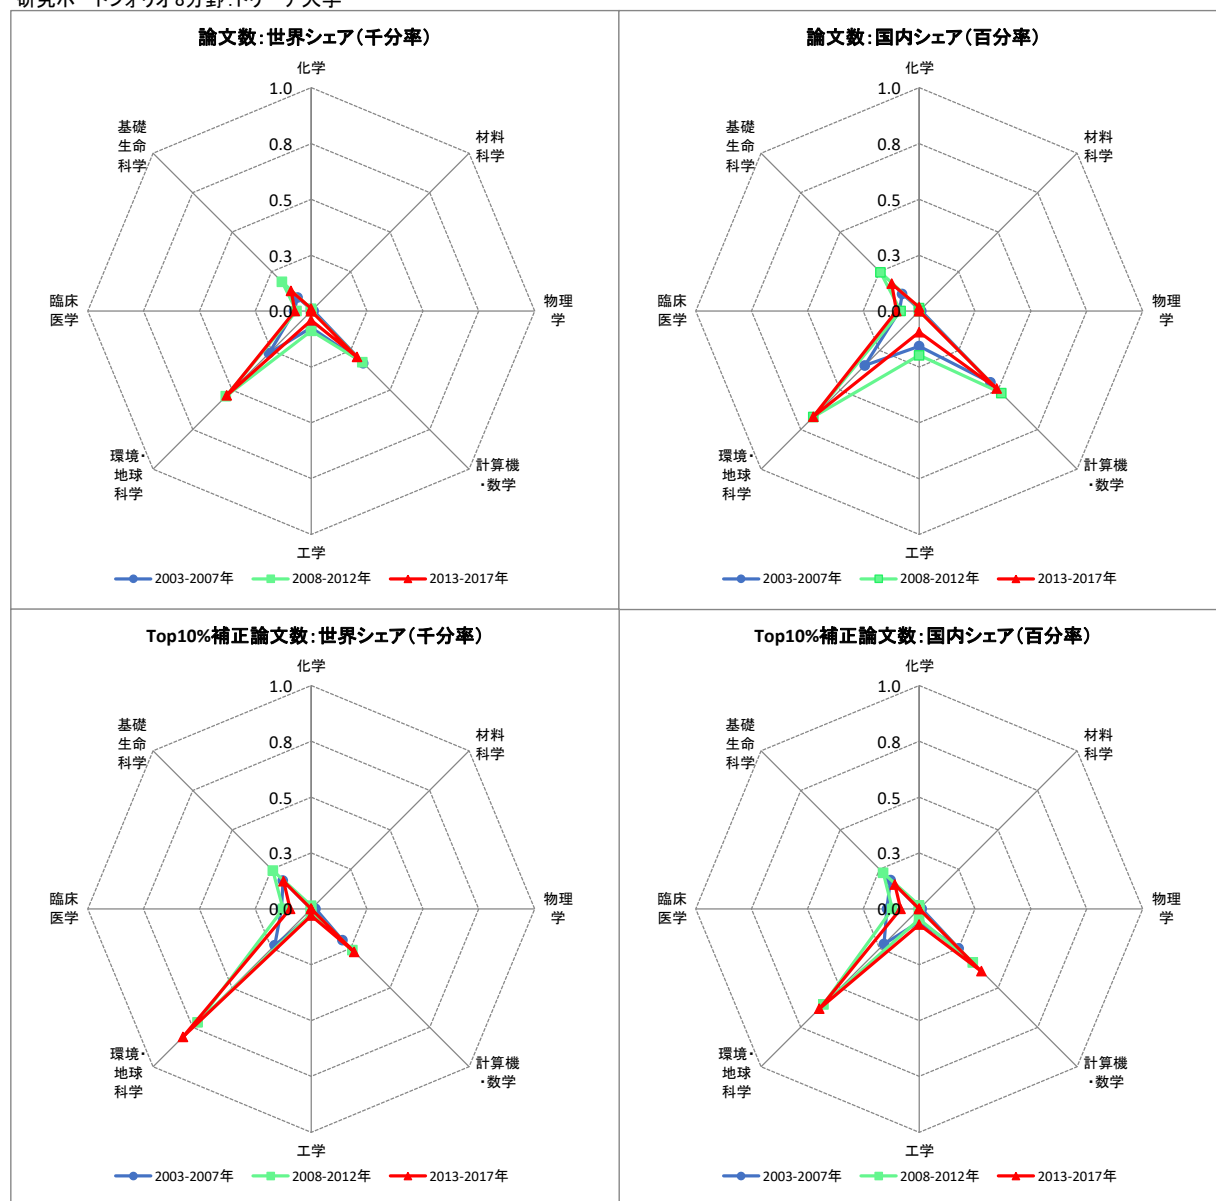 論文数:世界シェア(千分率)
化学
1.0
0.8
0.5
0.3
0.0
基礎
生命
科学
材料
科学
臨床
医学
物理
学
環境・
地球
科学
計算機
・数学
工学
2003-2007年
2008-2012年
2013-2017年
論文数:国内シェア(百分率)
化学
1.0
0.8
0.5
0.3
0.0
基礎
生命
科学
材料
科学
臨床
医学
物理
学
環境・
地球
科学
計算機
・数学
工学
2003-2007年
2008-2012年
2013-2017年
Top10%補正論文数:世界シェア(千分率)
化学
1.0
0.8
0.5
0.3
0.0
基礎
生命
科学
材料
科学
臨床
医学
物理
学
環境・
地球
科学
計算機
・数学
工学
2003-2007年
2008-2012年
2013-2017年
Top10%補正論文数:国内シェア(百分率)
化学
1.0
0.8
0.5
0.3
0.0
基礎
生命
科学
材料
科学
臨床
医学
物理
学
環境・
地球
科学
計算機
・数学
工学
2003-2007年
2008-2012年
2013-2017年